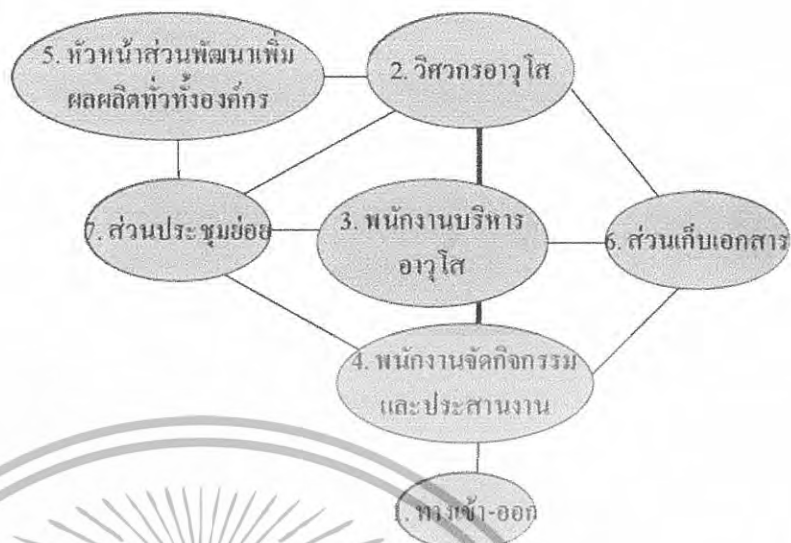 5. หัวหน้าส่วนพัฒนาเพิ่ม
ผลผลิตทั่วทั้งองค์กร
2. วิศวกรอาวุโส
7. ส่วนประชุมย่อย
3. พนักงานบริหาร
อาวุโส
6. ส่วนเก็บเอกสาร
4. พนักงานจัดกิจกรรม
และประสานงาน
1. ทางเข้า-ออก